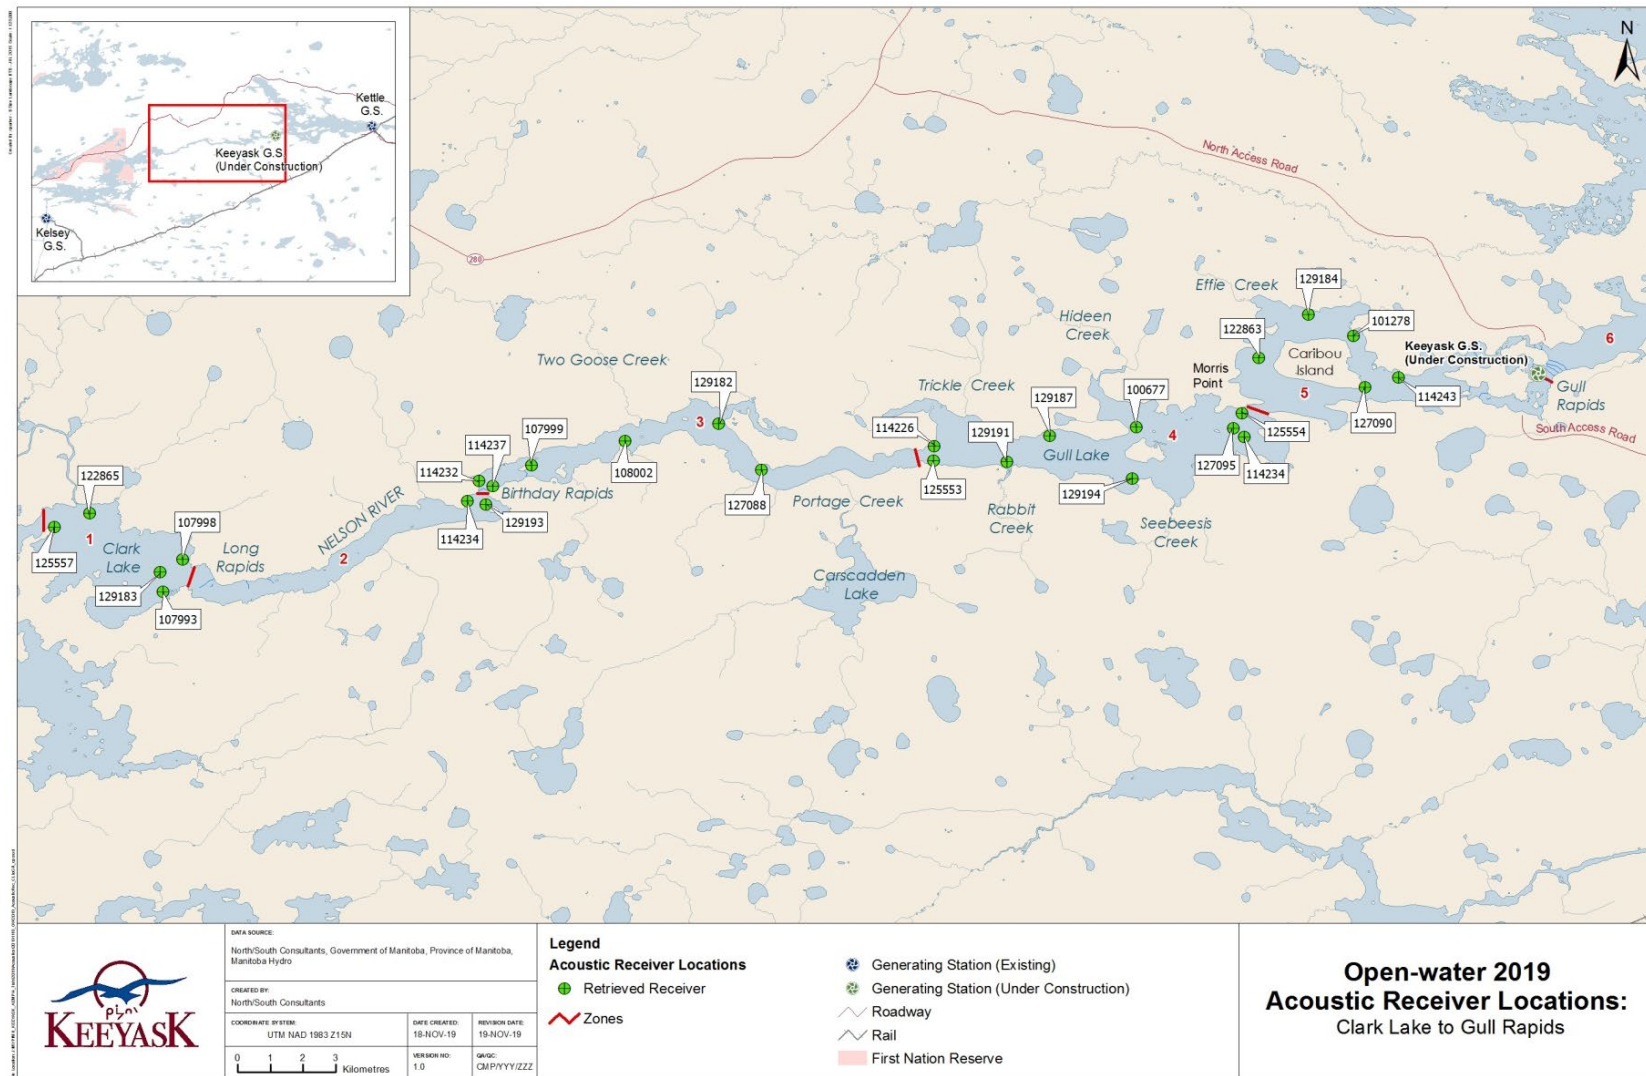 N
Kettle
G.S.
Keeyask G.S.
(Under Construction)
Kelsey
G.S.
North Access Road
280
Effie Creek
129184
Hideen
Creek
122863
101278
Keeyask G.S.
(Under Construction)
6
Caribou
Island
Morris
Point
Two Goose Creek
129182
Trickle Creek
129187
100677
5
114243
Gull
Rapids
South Access Road
127090
3
114226
129191
4
125554
114237
107999
114232
108002
Gull Lake
127095
114234
Birthday Rapids
127088
Portage Creek
125553
Rabbit
Creek
129194
Seebeesis
Creek
122865
NELSON RIVER
129193
114234
107998
1
Clark
Lake
Long
Rapids
2
125557
129183
107993
Carscadden
Lake
KEEYASK
DATA SOURCE:
North/South Consultants, Government of Manitoba, Province of Manitoba,
Manitoba Hydro
CREATED BY:
North/South Consultants
COORDINATE SYSTEM:
UTM NAD 1983 Z15N
DATE CREATED:
18-NOV-19
REVISION DATE:
19-NOV-19
0 1 2 3 Kilometres
VERSION NO:
1.0
QA/QC:
CMP/YYY/ZZZ
Legend
Acoustic Receiver Locations
Retrieved Receiver
Zones
Generating Station (Existing)
Generating Station (Under Construction)
Roadway
Rail
First Nation Reserve
Open-water 2019
Acoustic Receiver Locations:
Clark Lake to Gull Rapids